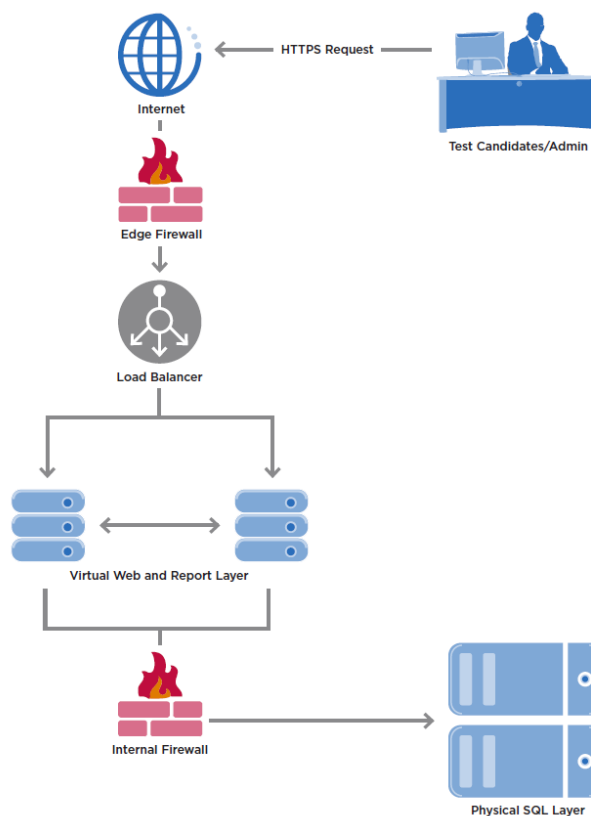 HTTPS Request
Internet
Test Candidates/Admin
Edge Firewall
Load Balancer
Virtual Web and Report Layer
Internal Firewall
Physical SQL Layer